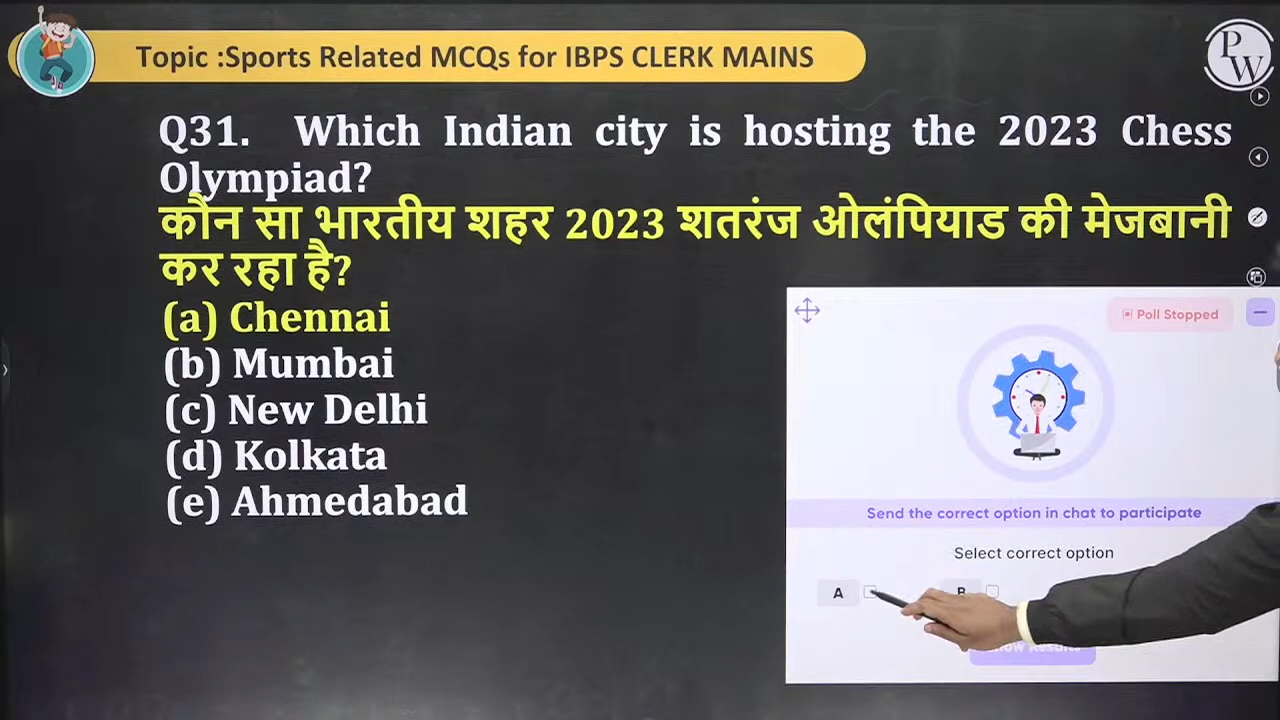 Topic :Sports Related MCQs for IBPS CLERK MAINS
PW
Q31. Which Indian city is hosting the 2023 Chess
Olympiad?
कौन सा भारतीय शहर 2023 शतरंज ओलंपियाड की मेजबानी
कर रहा है?
(a) Chennai
(b) Mumbai
(c) New Delhi
(d) Kolkata
(e) Ahmedabad
Poll Stopped
Send the correct option in chat to participate
Select correct option
A B
Results